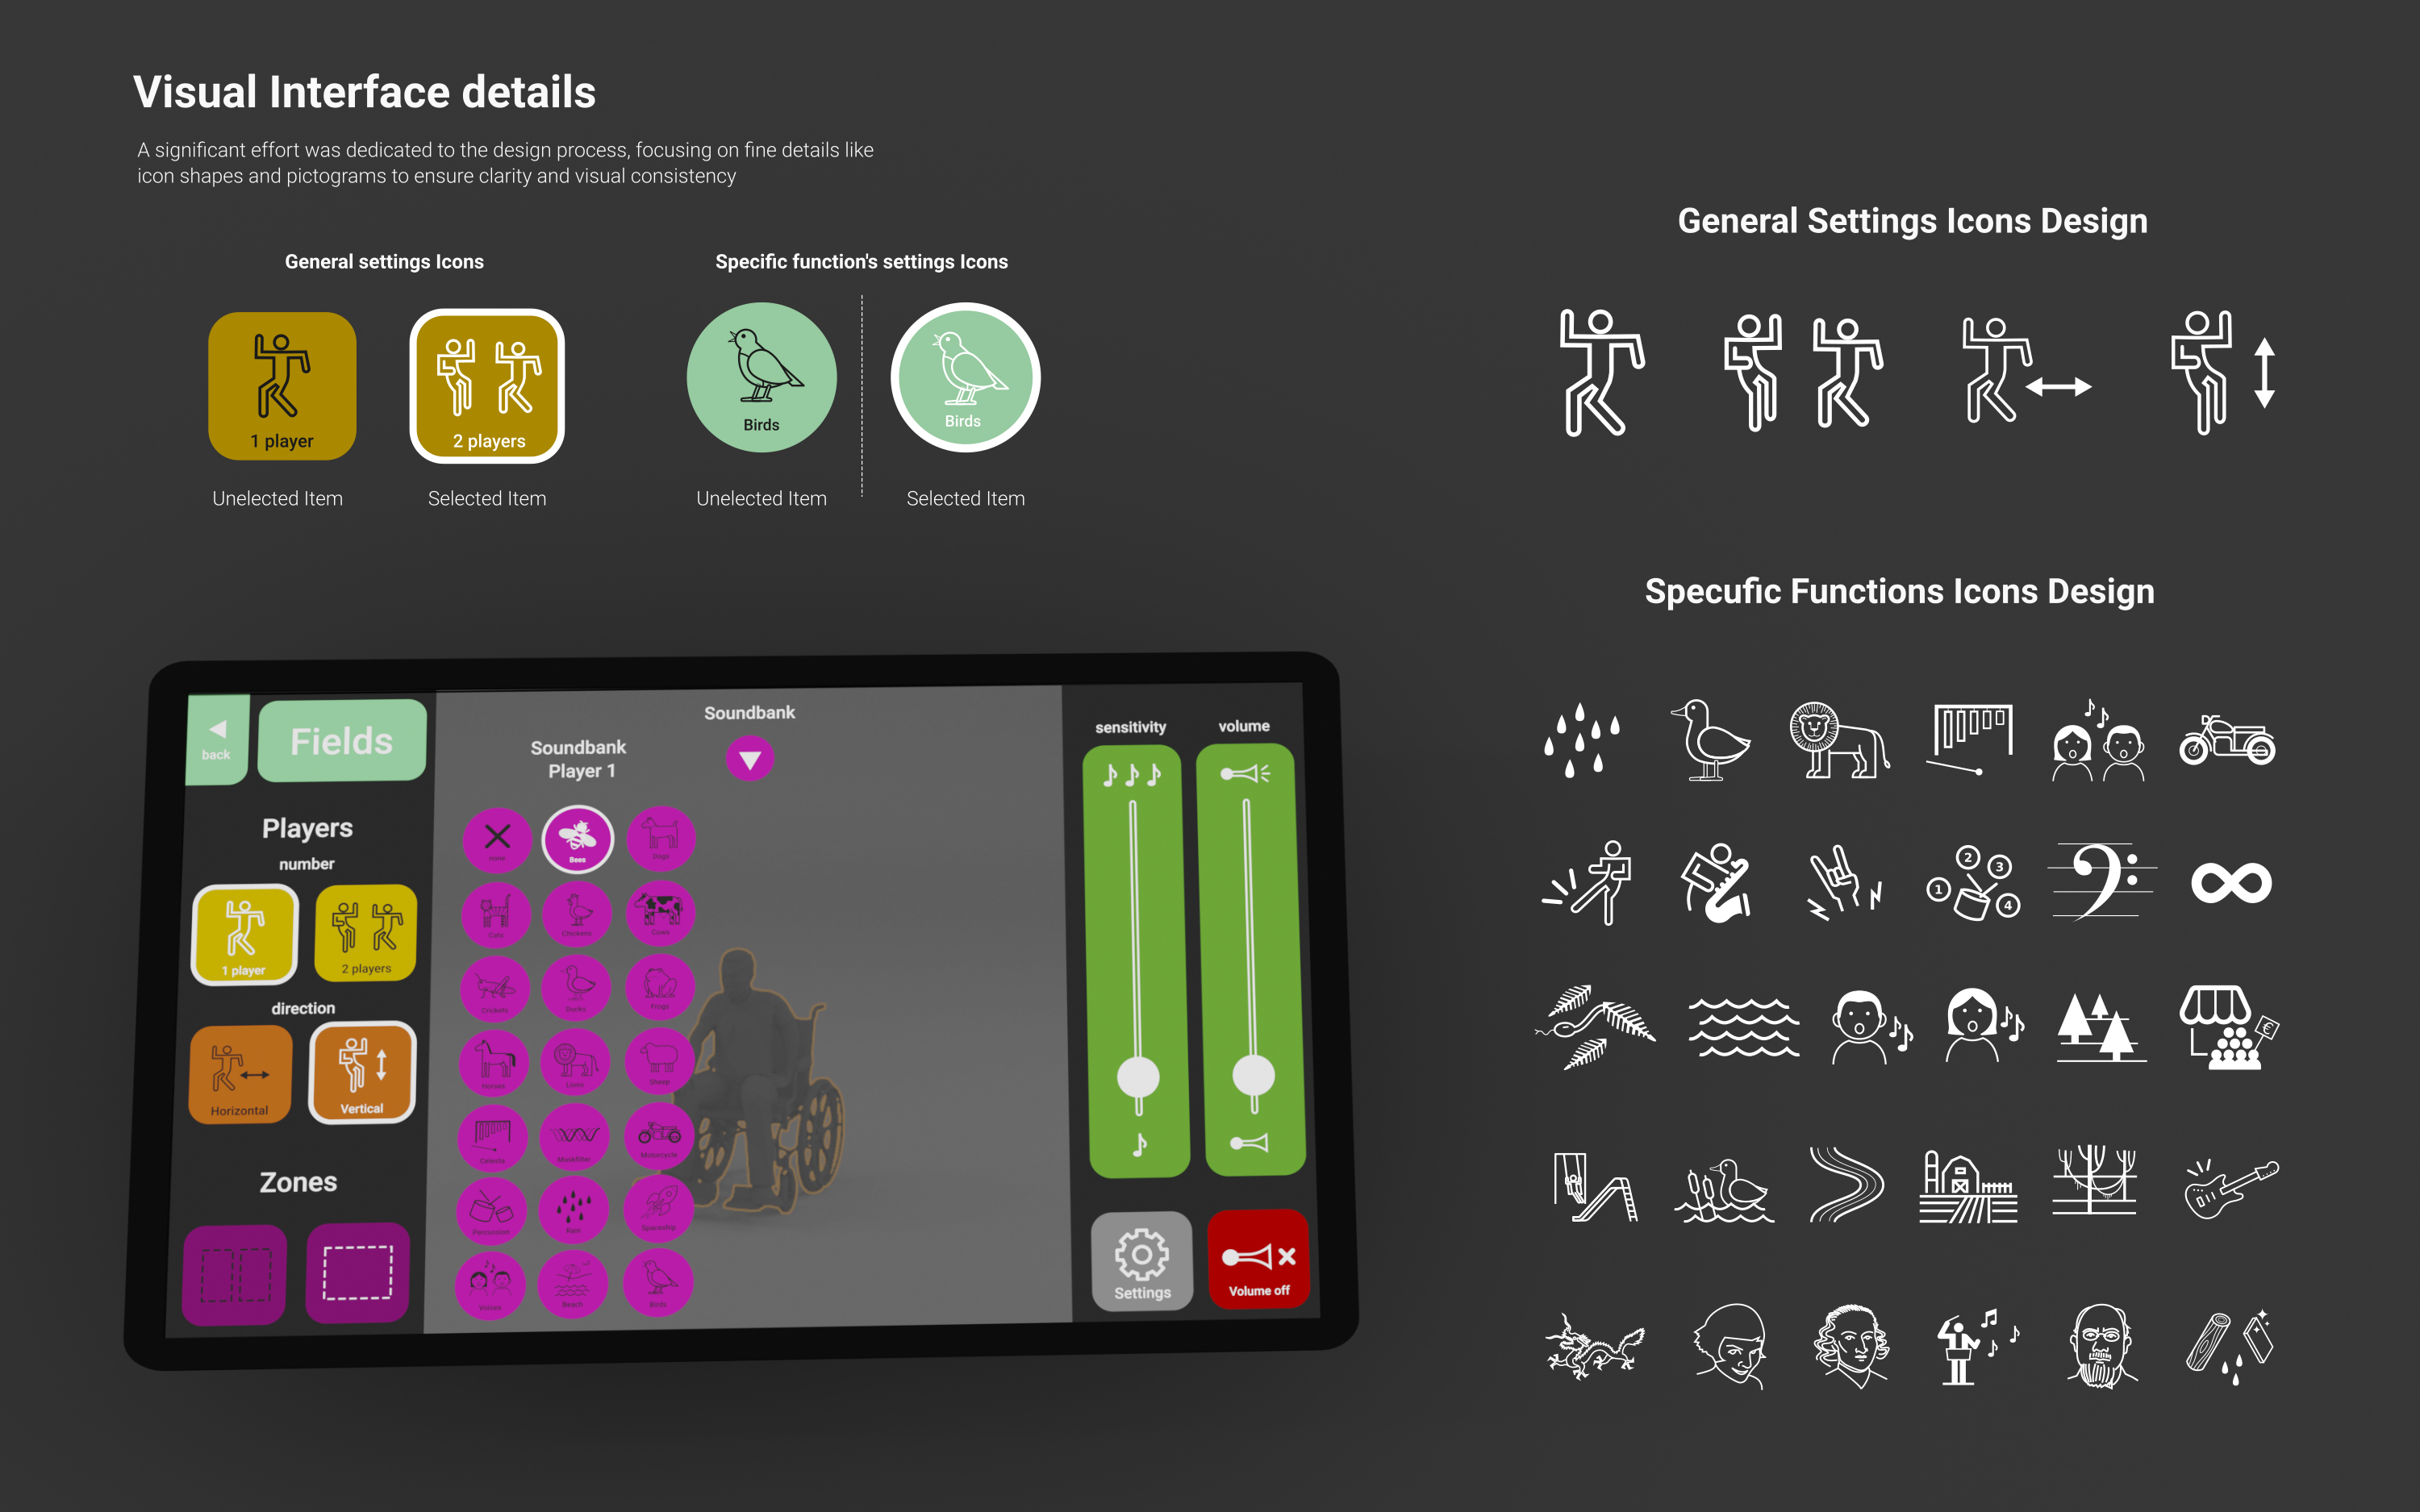 Visual Interface details
A significant effort was dedicated to the design process, focusing on fine details like
icon shapes and pictograms to ensure clarity and visual consistency
General settings Icons
Specific function's settings Icons
1 player
2 players
Birds
Birds
Unelected Item
Selected Item
Unelected Item
Selected Item
General Settings Icons Design
Specufic Functions Icons Design
1
2
3
4
€
back
Fields
Players
number
1 player
2 players
direction
Horizontal
Vertical
Zones
Soundbank
Soundbank
Player 1
none
Bees
Dogs
Cats
Chickens
Cows
Crickets
Ducks
Frogs
Horses
Lions
Sheep
Celesta
Motorcycle
Percussion
Rain
Spaceship
Voices
Beach
Birds
sensitivity
volume
Settings
Volume off